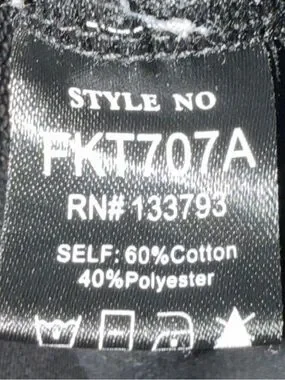 STYLE NO
FKT707A
RN# 133793
SELF: 60%Cotton
40%Polyester